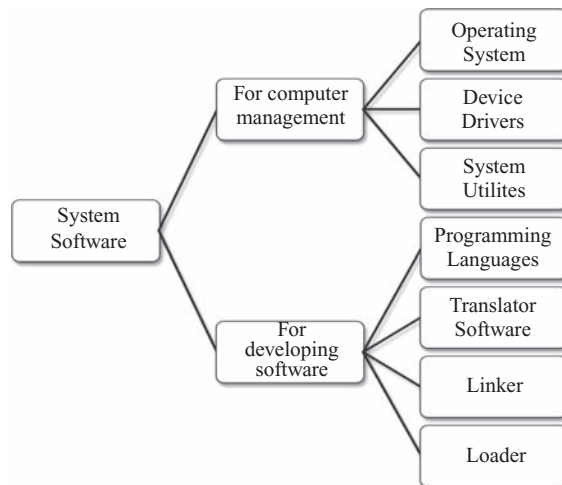 Operating
System
For computer
management
Device
Drivers
System
Utilites
System
Software
Programming
Languages
Translator
Software
For
developing
software
Linker
Loader